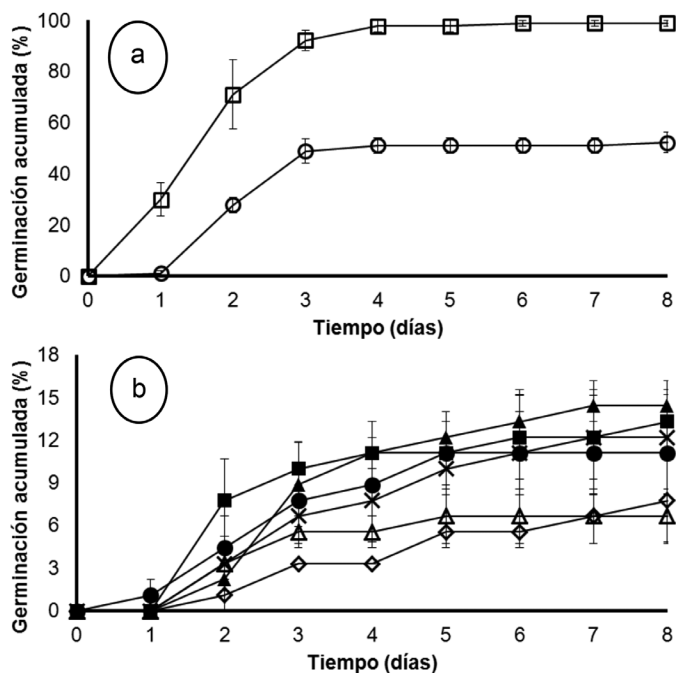 Germinación acumulada (%)
100
80
60
40
20
0
a
0 1 2 3 4 5 6 7 8
Tiempo (días)
Germinación acumulada (%)
18
15
12
9
6
3
0
b
0 1 2 3 4 5 6 7 8
Tiempo (días)